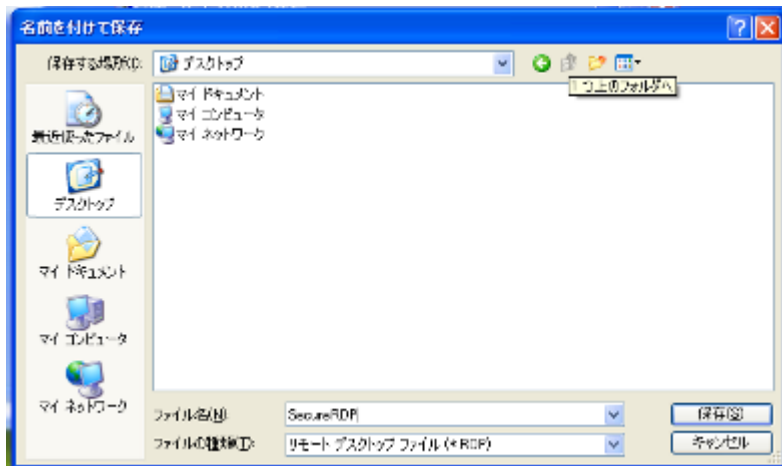 名前を付けて保存
保存する場所(I):
デスクトップ
1 つ上のフォルダへ
マイ ドキュメント
マイ コンピュータ
マイ ネットワーク
最近使ったファイル
デスクトップ
マイ ドキュメント
マイ コンピュータ
マイ ネットワーク
ファイル名(N):
SecureRDP
保存(S)
ファイルの種類(T):
リモート デスクトップ ファイル (*.RDP)
キャンセル